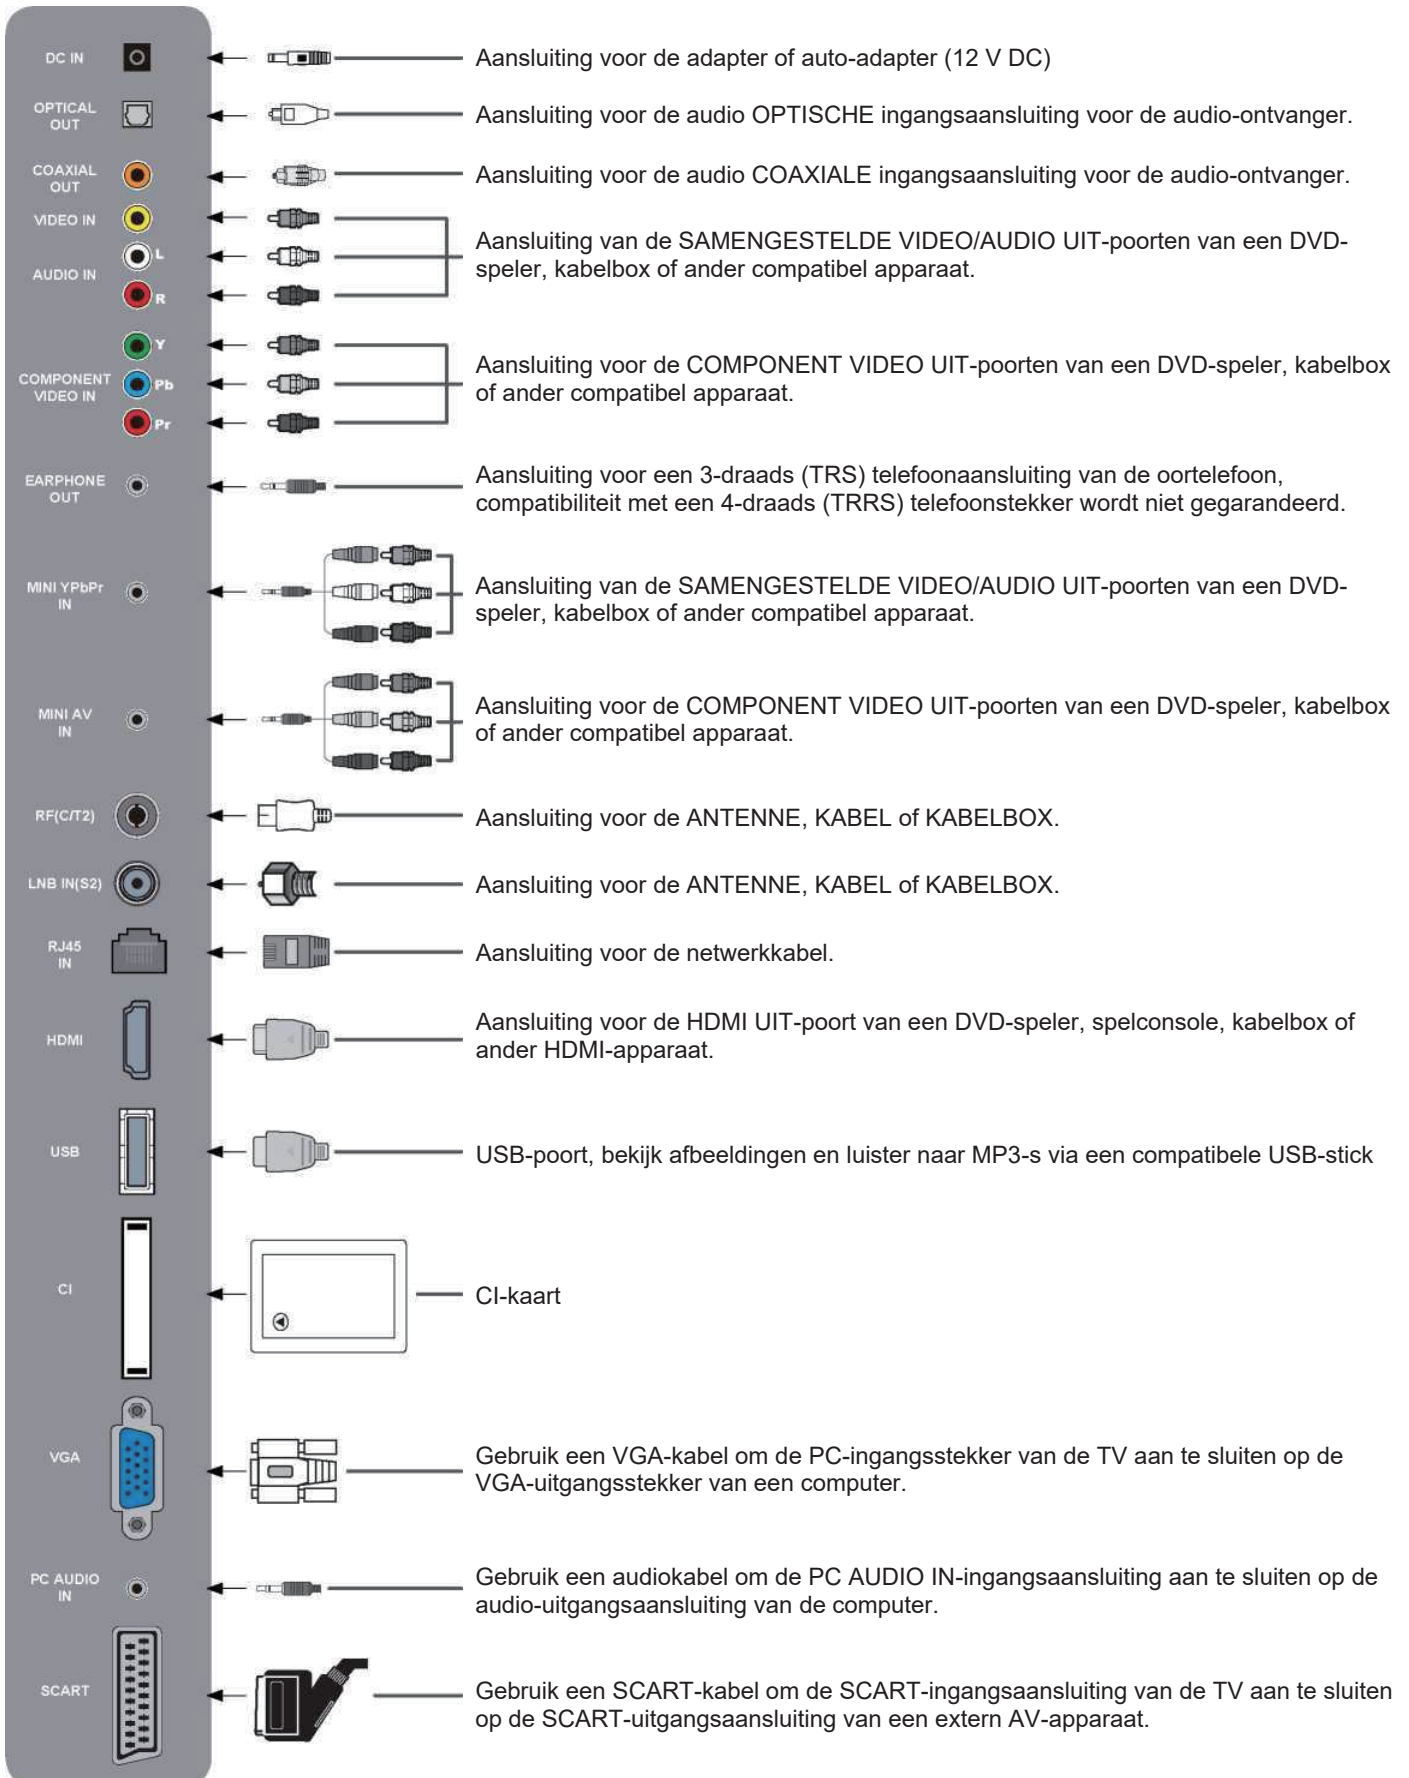 DC IN
Aansluiting voor de adapter of auto-adapter (12 V DC)
OPTICAL
OUT
Aansluiting voor de audio OPTISCHE ingangsaansluiting voor de audio-ontvanger.
COAXIAL
OUT
Aansluiting voor de audio COAXIALE ingangsaansluiting voor de audio-ontvanger.
VIDEO IN
AUDIO IN
L
R
Aansluiting van de SAMENGESTELDE VIDEO/AUDIO UIT-poorten van een DVD-
speler, kabelbox of ander compatibel apparaat.
COMPONENT
VIDEO IN
Y
Pb
Pr
Aansluiting voor de COMPONENT VIDEO UIT-poorten van een DVD-speler, kabelbox
of ander compatibel apparaat.
EARPHONE
OUT
Aansluiting voor een 3-draads (TRS) telefoonaansluiting van de oortelefoon,
compatibiliteit met een 4-draads (TRRS) telefoonstekker wordt niet gegarandeerd.
MINI YPbPr
IN
Aansluiting van de SAMENGESTELDE VIDEO/AUDIO UIT-poorten van een DVD-
speler, kabelbox of ander compatibel apparaat.
MINI AV
IN
Aansluiting voor de COMPONENT VIDEO UIT-poorten van een DVD-speler, kabelbox
of ander compatibel apparaat.
RF(C/T2)
Aansluiting voor de ANTENNE, KABEL of KABELBOX.
LNB IN(S2)
Aansluiting voor de ANTENNE, KABEL of KABELBOX.
RJ45
IN
Aansluiting voor de netwerkkabel.
HDMI
Aansluiting voor de HDMI UIT-poort van een DVD-speler, spelconsole, kabelbox of
ander HDMI-apparaat.
USB
USB-poort, bekijk afbeeldingen en luister naar MP3-s via een compatibele USB-stick
CI
CI-kaart
VGA
Gebruik een VGA-kabel om de PC-ingangsstekker van de TV aan te sluiten op de
VGA-uitgangsstekker van een computer.
PC AUDIO
IN
Gebruik een audiokabel om de PC AUDIO IN-ingangsaansluiting aan te sluiten op de
audio-uitgangsaansluiting van de computer.
SCART
Gebruik een SCART-kabel om de SCART-ingangsaansluiting van de TV aan te sluiten
op de SCART-uitgangsaansluiting van een extern AV-apparaat.